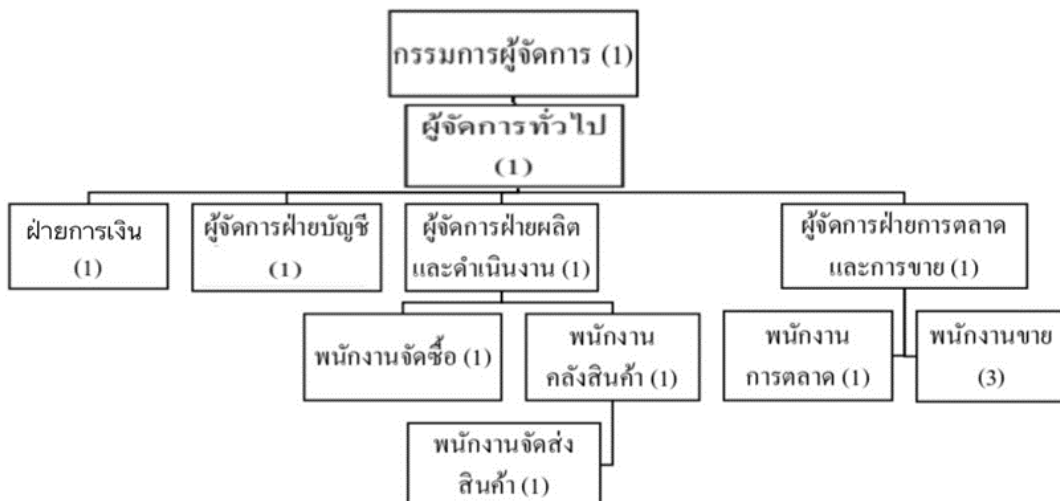 กรรมการผู้จัดการ (1)
ผู้จัดการทั่วไป
(1)
ฝ่ายการเงิน
(1)
ผู้จัดการฝ่ายบัญชี
(1)
ผู้จัดการฝ่ายผลิต
และดำเนินงาน (1)
ผู้จัดการฝ่ายการตลาด
และการขาย (1)
พนักงานจัดซื้อ (1)
พนักงาน
คลังสินค้า (1)
พนักงาน
การตลาด (1)
พนักงานขาย
(3)
พนักงานจัดส่ง
สินค้า (1)